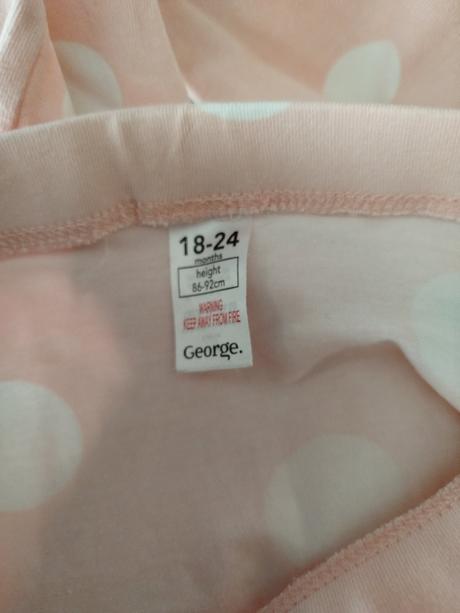 18-24
months
height
86-92cm
WARNING
KEEP AWAY FROM FIRE
George.